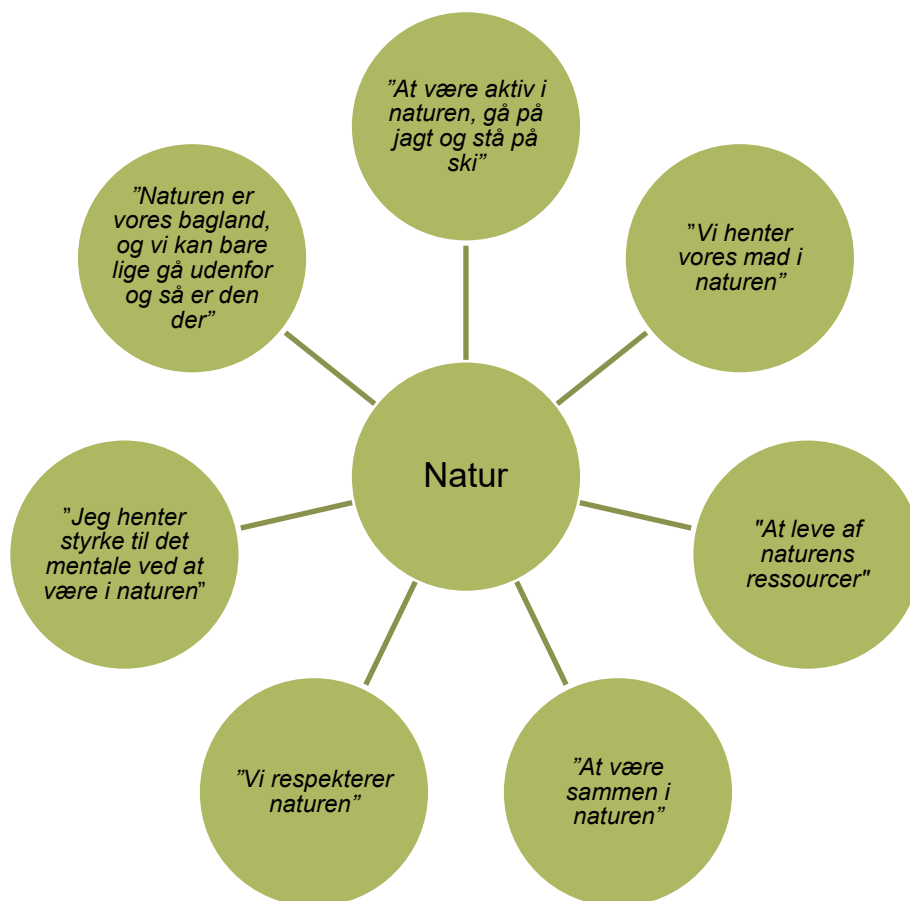 ”At være aktiv i
naturen, gå på
jagt og stå på
ski”
”Vi henter
vores mad i
naturen”
"At leve af
naturens
ressourcer"
”At være
sammen i
naturen”
”Vi respekterer
naturen”
”Jeg henter
styrke til det
mentale ved at
være i naturen”
”Naturen er
vores bagland,
og vi kan bare
lige gå udenfor
og så er den
der”
Natur